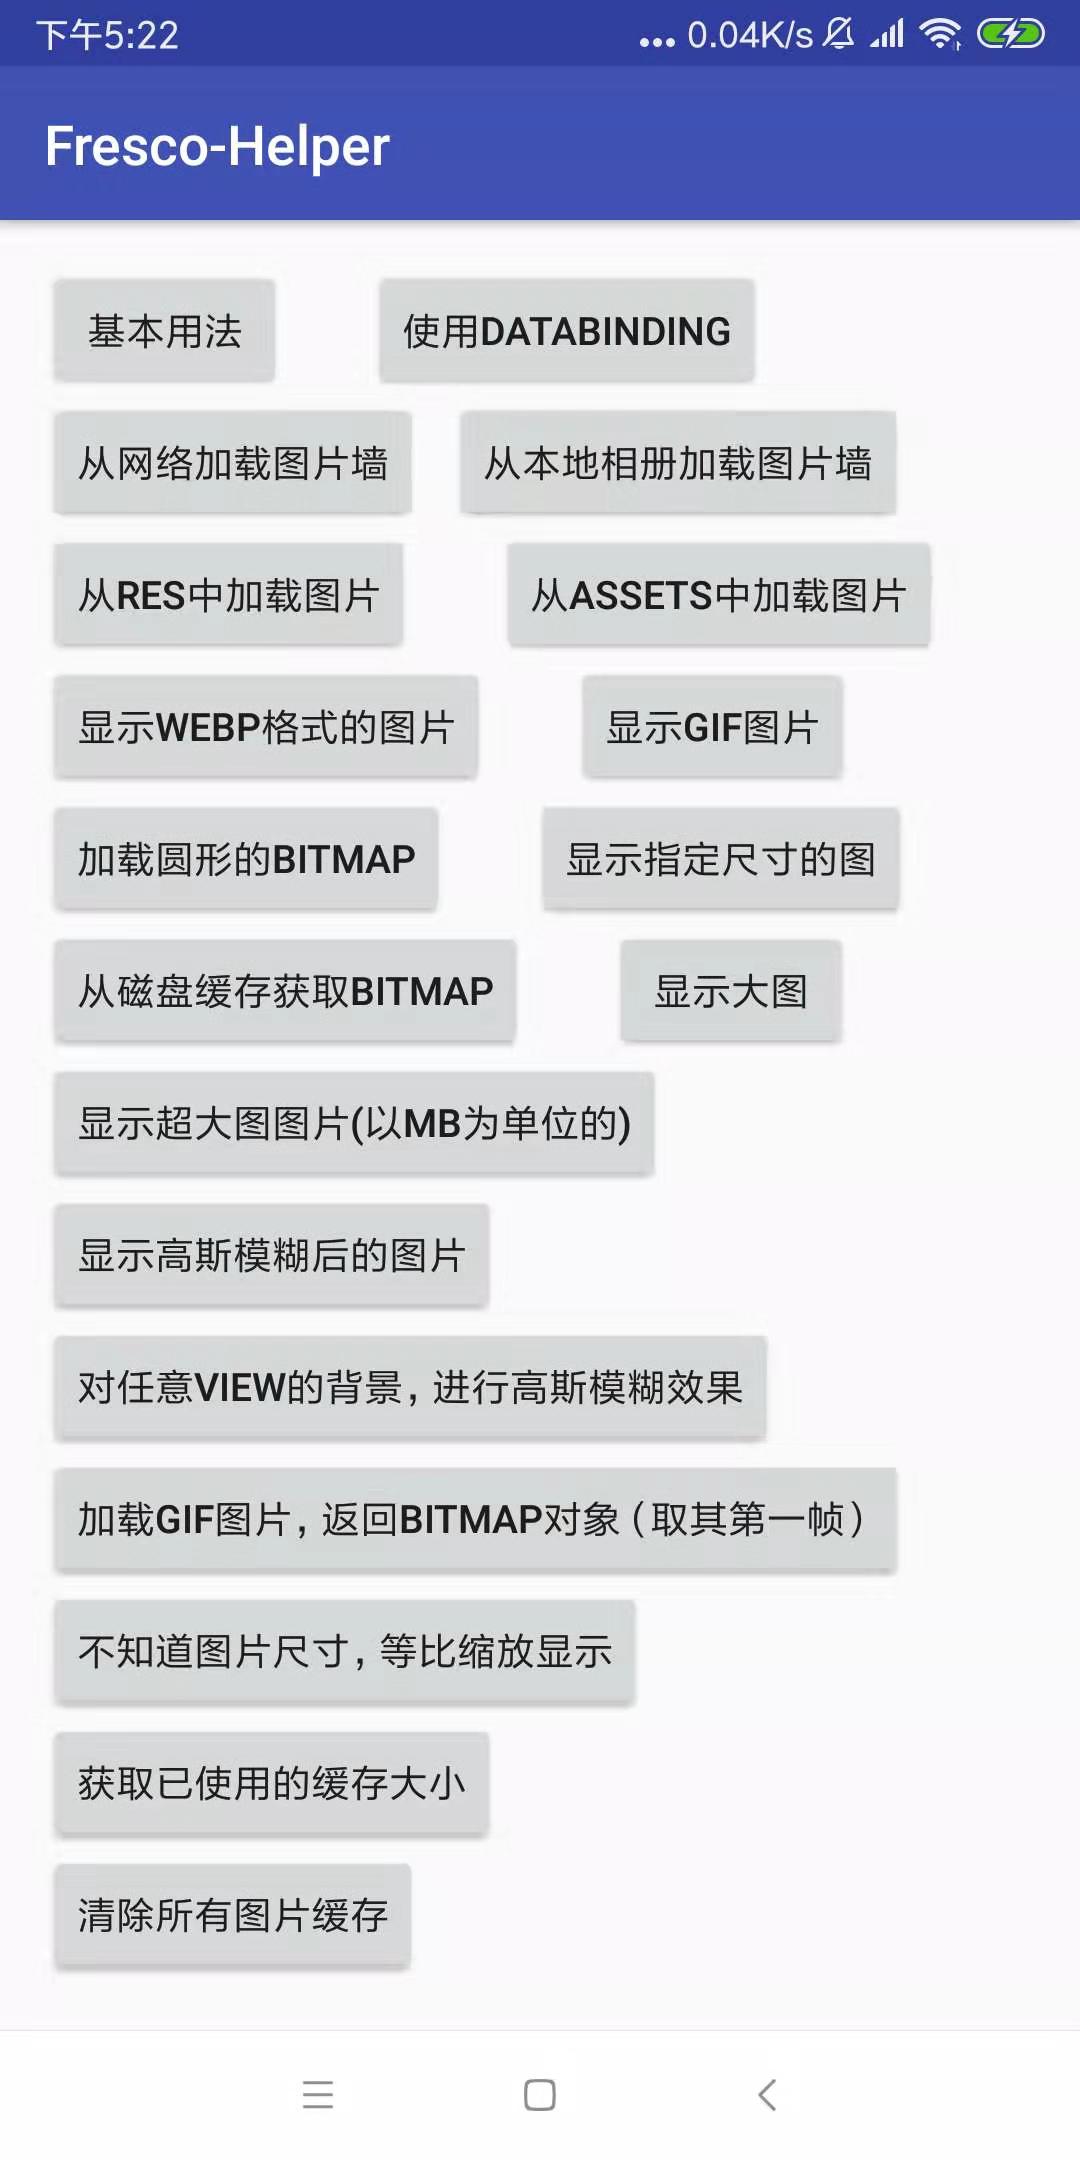 下午5:22 ... 0.04K/s
Fresco-Helper
基本用法 使用DATABINDING
从网络加载图片墙 从本地相册加载图片墙
从RES中加载图片 从ASSETS中加载图片
显示WEBP格式的图片 显示GIF图片
加载圆形的BITMAP 显示指定尺寸的图
从磁盘缓存获取BITMAP 显示大图
显示超大图图片(以MB为单位的)
显示高斯模糊后的图片
对任意VIEW的背景，进行高斯模糊效果
加载GIF图片，返回BITMAP对象（取其第一帧）
不知道图片尺寸，等比缩放显示
获取已使用的缓存大小
清除所有图片缓存